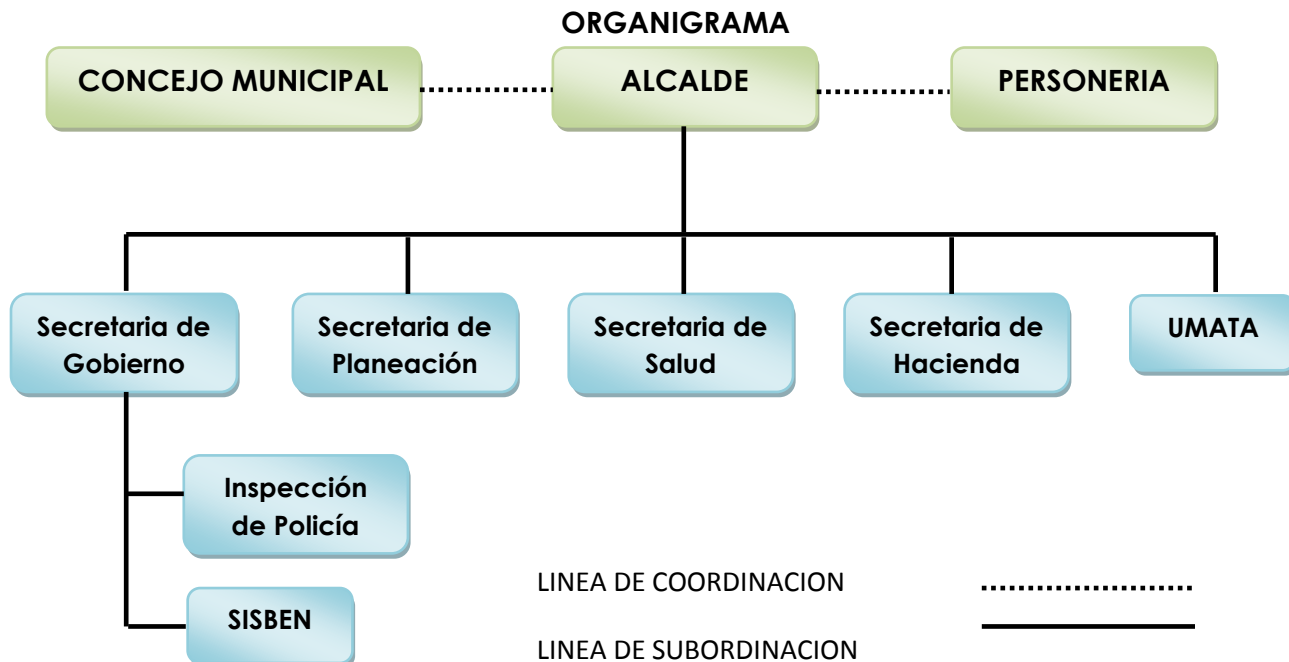 ORGANIGRAMA
CONCEJO MUNICIPAL
ALCALDE
PERSONERIA
Secretaria de
Gobierno
Secretaria de
Planeación
Secretaria de
Salud
Secretaria de
Hacienda
UMATA
Inspección
de Policía
SISBEN
LINEA DE COORDINACION
LINEA DE SUBORDINACION